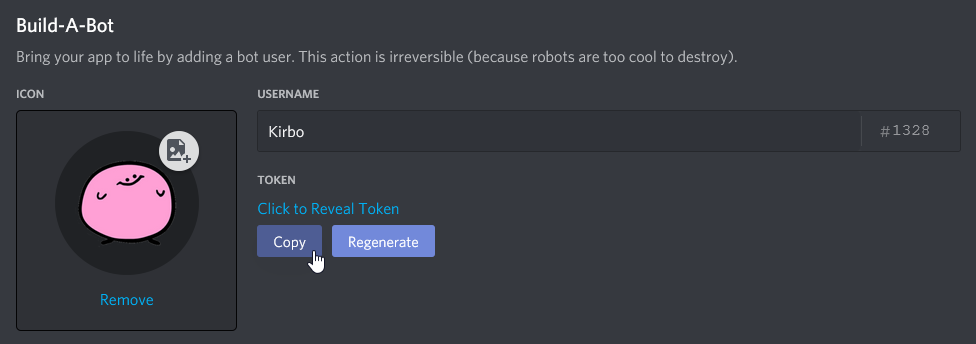 Build-A-Bot
Bring your app to life by adding a bot user. This action is irreversible (because robots are too cool to destroy).
ICON
USERNAME
Kirbo
#1328
TOKEN
Click to Reveal Token
Copy
Regenerate
Remove